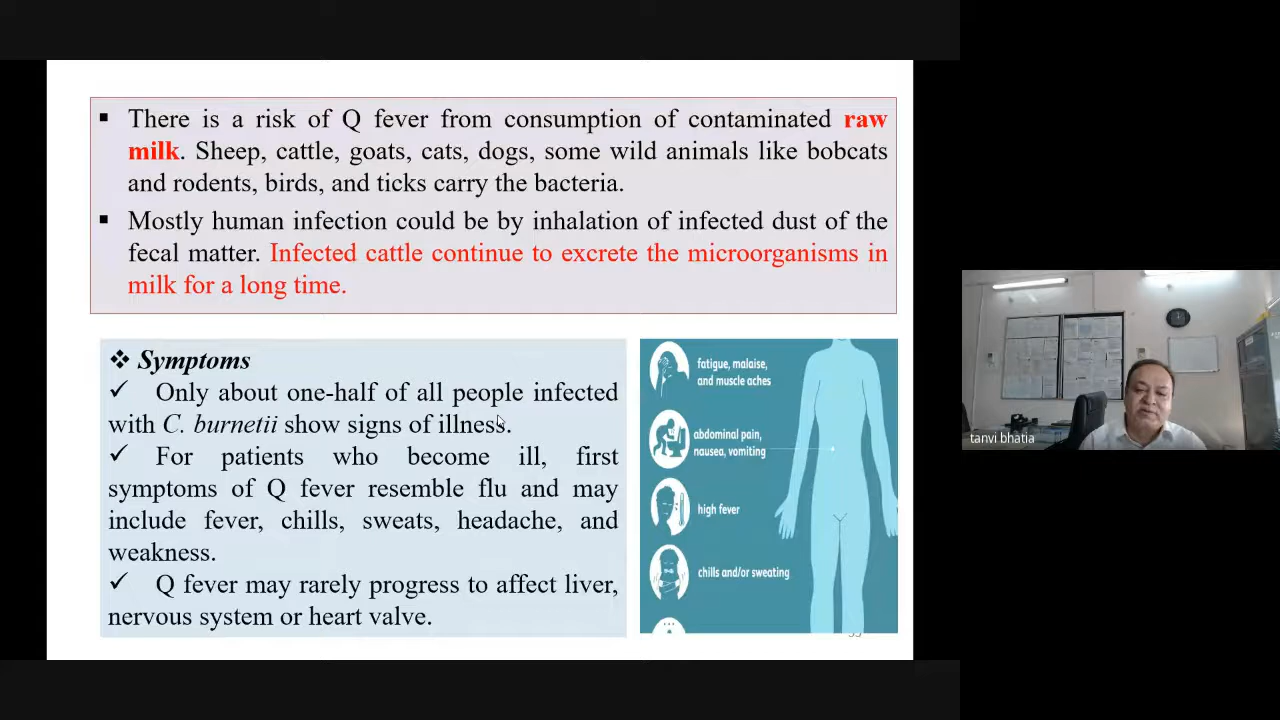 ▪ There is a risk of Q fever from consumption of contaminated raw
milk. Sheep, cattle, goats, cats, dogs, some wild animals like bobcats
and rodents, birds, and ticks carry the bacteria.
▪ Mostly human infection could be by inhalation of infected dust of the
fecal matter. Infected cattle continue to excrete the microorganisms in
milk for a long time.
❖ Symptoms
✓ Only about one-half of all people infected
with C. burnetii show signs of illness.
✓ For patients who become ill, first
symptoms of Q fever resemble flu and may
include fever, chills, sweats, headache, and
weakness.
✓ Q fever may rarely progress to affect liver,
nervous system or heart valve.
fatigue, malaise,
and muscle aches
abdominal pain,
nausea, vomiting
high fever
chills and/or sweating
tanvi bhatia